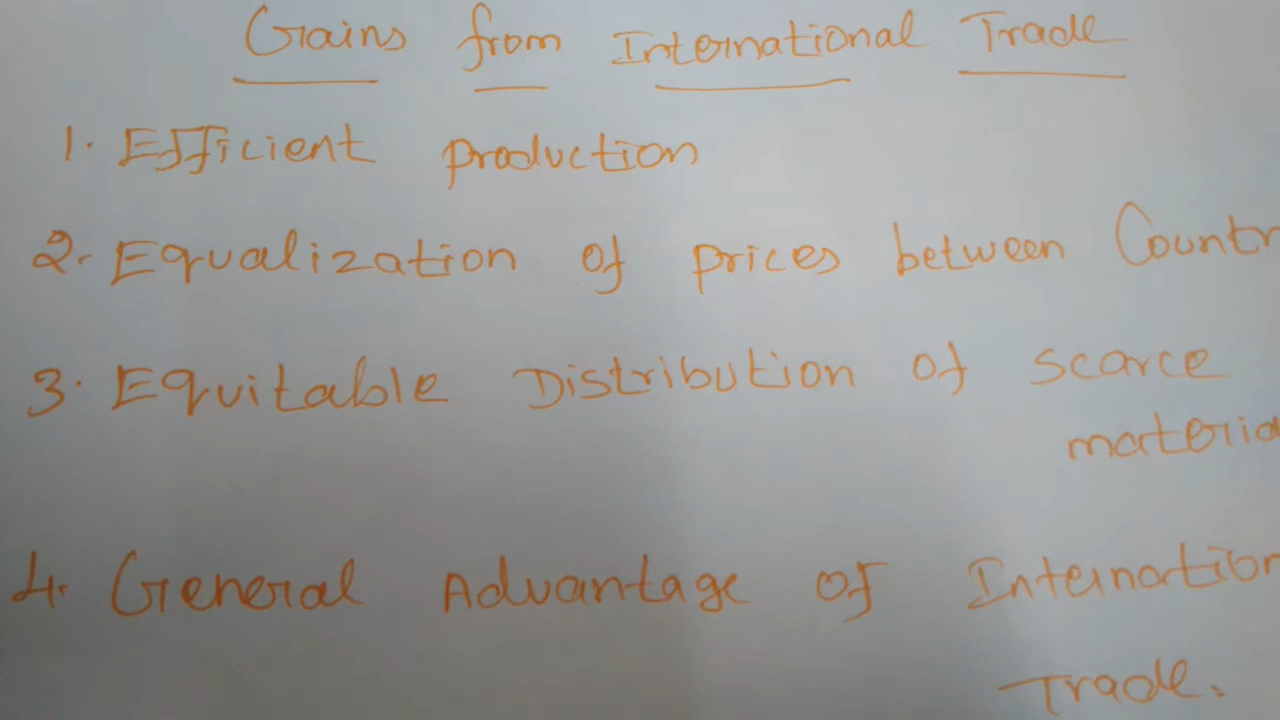 Gains from International Trade
1. Efficient production
2. Equalization of prices between Countr
3. Equitable Distribution of scarce
materia
4. General Advantage of Internation
Trade.